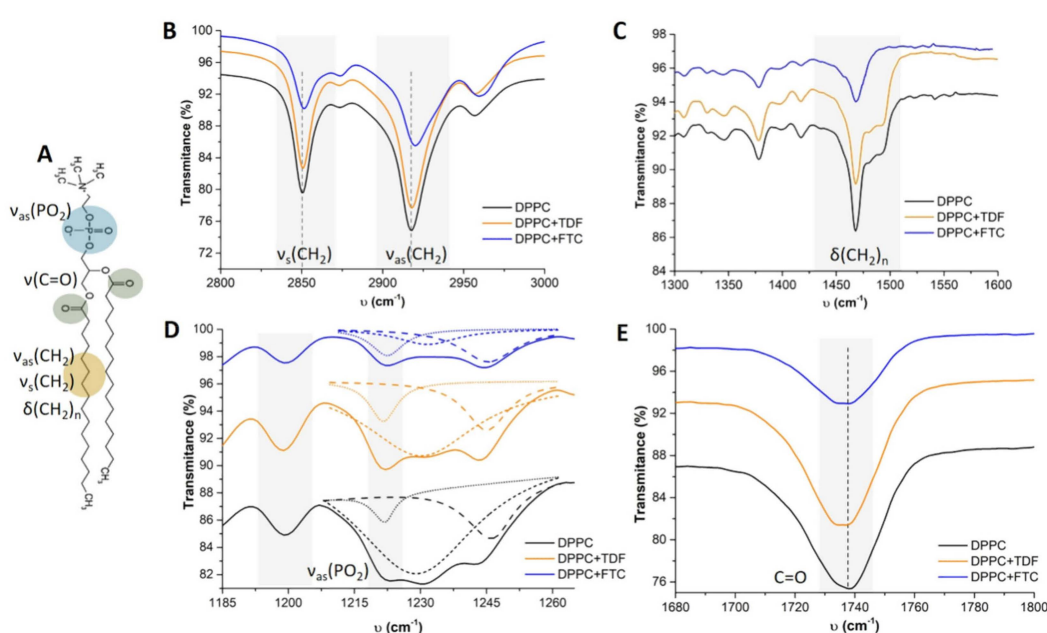 A
H₃C
H₃C
CH₃
N⁺
O
O⁻
P
O
O
νas(PO₂)
ν(C=O)
O
O
O
O
νas(CH₂)
νs(CH₂)
δ(CH₂)n
CH₃
CH₃
B
Transmitance (%)
100
96
92
88
84
80
76
72
DPPC
DPPC+TDF
DPPC+FTC
νs(CH₂)
νas(CH₂)
2800
2850
2900
2950
3000
υ (cm⁻¹)
C
Transmitance (%)
98
96
94
92
90
88
86
84
DPPC
DPPC+TDF
DPPC+FTC
δ(CH₂)n
1300
1350
1400
1450
1500
1550
1600
υ (cm⁻¹)
D
Transmitance (%)
100
98
96
94
92
90
88
86
84
82
DPPC
DPPC+TDF
DPPC+FTC
νas(PO₂)
1185
1200
1215
1230
1245
1260
υ (cm⁻¹)
E
Transmitance (%)
100
96
92
88
84
80
76
DPPC
DPPC+TDF
DPPC+FTC
C=O
1680
1700
1720
1740
1760
1780
1800
υ (cm⁻¹)